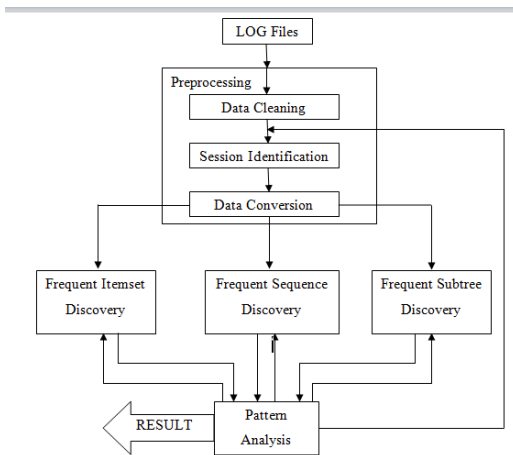 LOG Files
Preprocessing
Data Cleaning
Session Identification
Data Conversion
Frequent Itemset
Discovery
Frequent Sequence
Discovery
Frequent Subtree
Discovery
RESULT
Pattern
Analysis